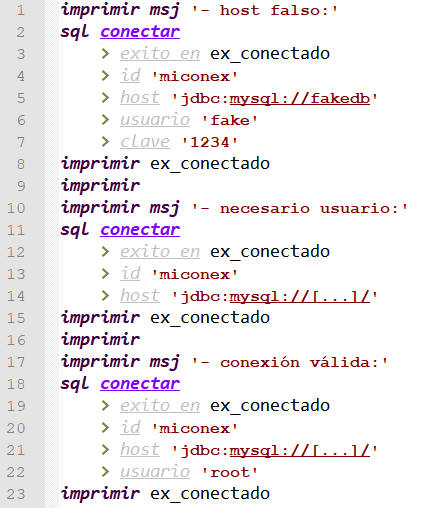 1 imprimir msj '- host falso:'
2 sql conectar
3 > exito en ex_conectado
4 > id 'miconex'
5 > host 'jdbc:mysql://fakedb'
6 > usuario 'fake'
7 > clave '1234'
8 imprimir ex_conectado
9 imprimir
10 imprimir msj '- necesario usuario:'
11 sql conectar
12 > exito en ex_conectado
13 > id 'miconex'
14 > host 'jdbc:mysql://[...]/'
15 imprimir ex_conectado
16 imprimir
17 imprimir msj '- conexión válida:'
18 sql conectar
19 > exito en ex_conectado
20 > id 'miconex'
21 > host 'jdbc:mysql://[...]/'
22 > usuario 'root'
23 imprimir ex_conectado